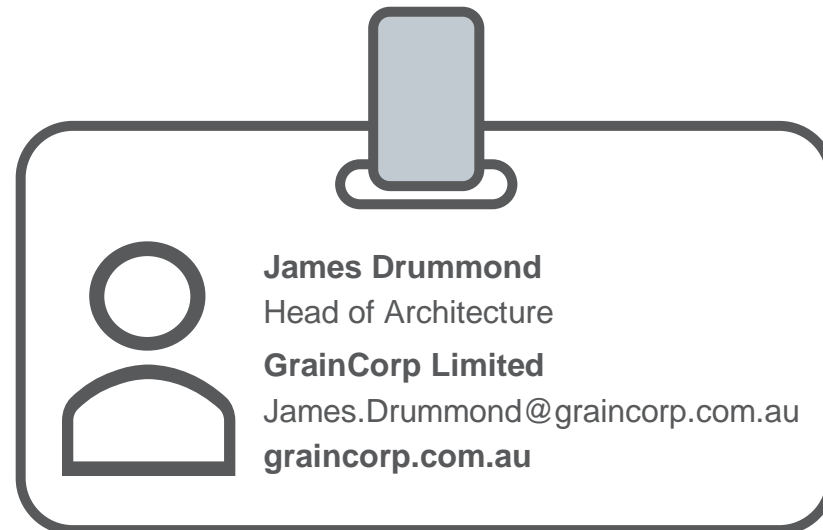 James Drummond
Head of Architecture
GrainCorp Limited
James.Drummond@graincorp.com.au
graincorp.com.au